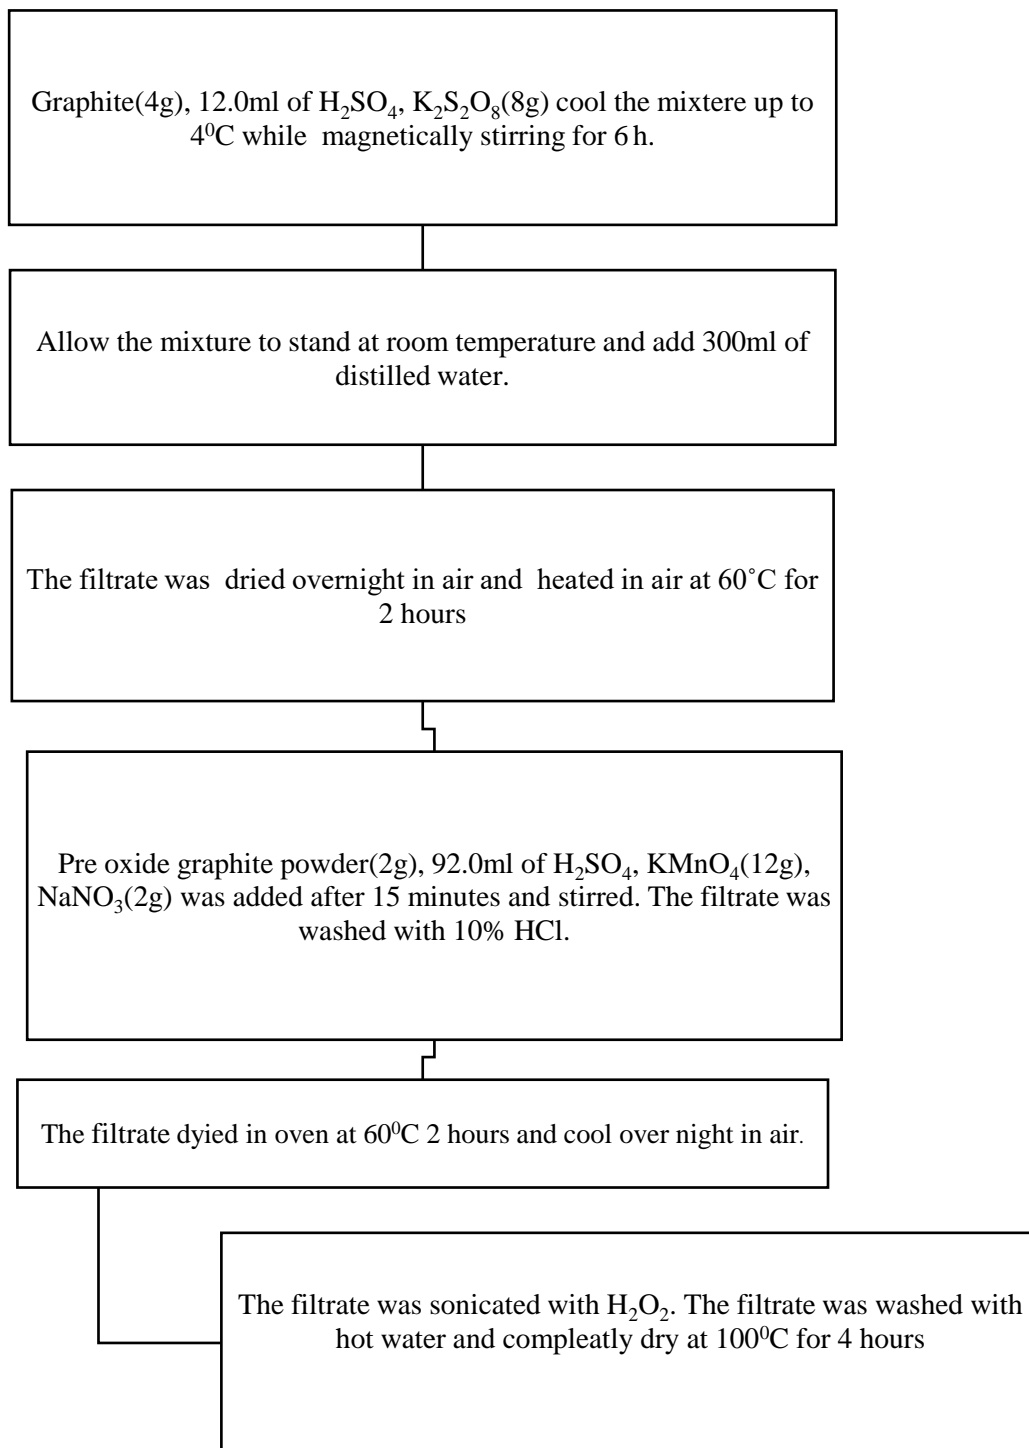 Graphite(4g), 12.0ml of H₂SO₄, K₂S₂O₈(8g) cool the mixtere up to
4⁰C while magnetically stirring for 6 h.
Allow the mixture to stand at room temperature and add 300ml of
distilled water.
The filtrate was dried overnight in air and heated in air at 60˚C for
2 hours
Pre oxide graphite powder(2g), 92.0ml of H₂SO₄, KMnO₄(12g),
NaNO₃(2g) was added after 15 minutes and stirred. The filtrate was
washed with 10% HCl.
The filtrate dyied in oven at 60⁰C 2 hours and cool over night in air.
The filtrate was sonicated with H₂O₂. The filtrate was washed with
hot water and compleatly dry at 100⁰C for 4 hours